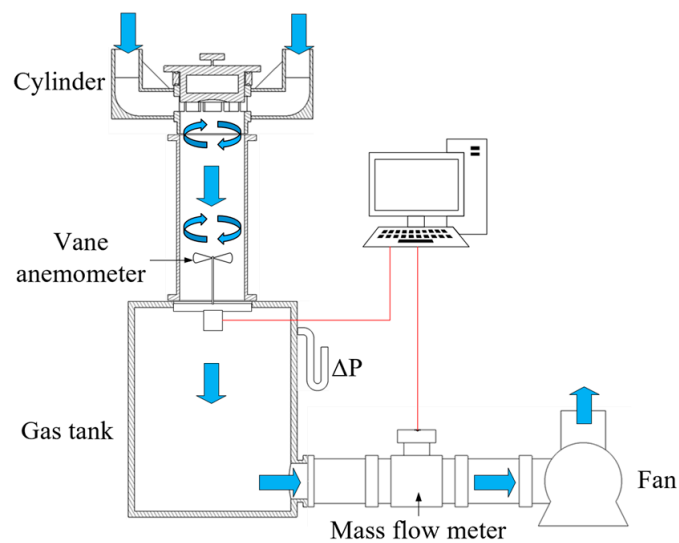 Cylinder
Vane
anemometer
ΔP
Gas tank
Fan
Mass flow meter